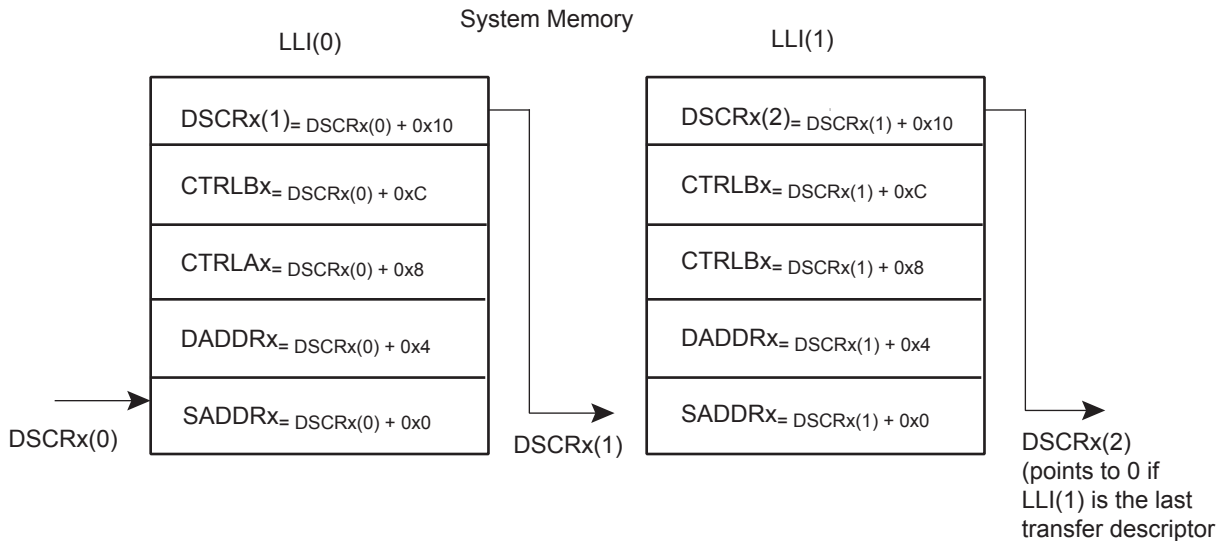 System Memory
LLI(0)
LLI(1)
DSCRx(1)= DSCRx(0) + 0x10
CTRLBx= DSCRx(0) + 0xC
CTRLAx= DSCRx(0) + 0x8
DADDRx= DSCRx(0) + 0x4
SADDRx= DSCRx(0) + 0x0
DSCRx(0)
DSCRx(1)
DSCRx(2)= DSCRx(1) + 0x10
CTRLBx= DSCRx(1) + 0xC
CTRLBx= DSCRx(1) + 0x8
DADDRx= DSCRx(1) + 0x4
SADDRx= DSCRx(1) + 0x0
DSCRx(2)
(points to 0 if
LLI(1) is the last
transfer descriptor